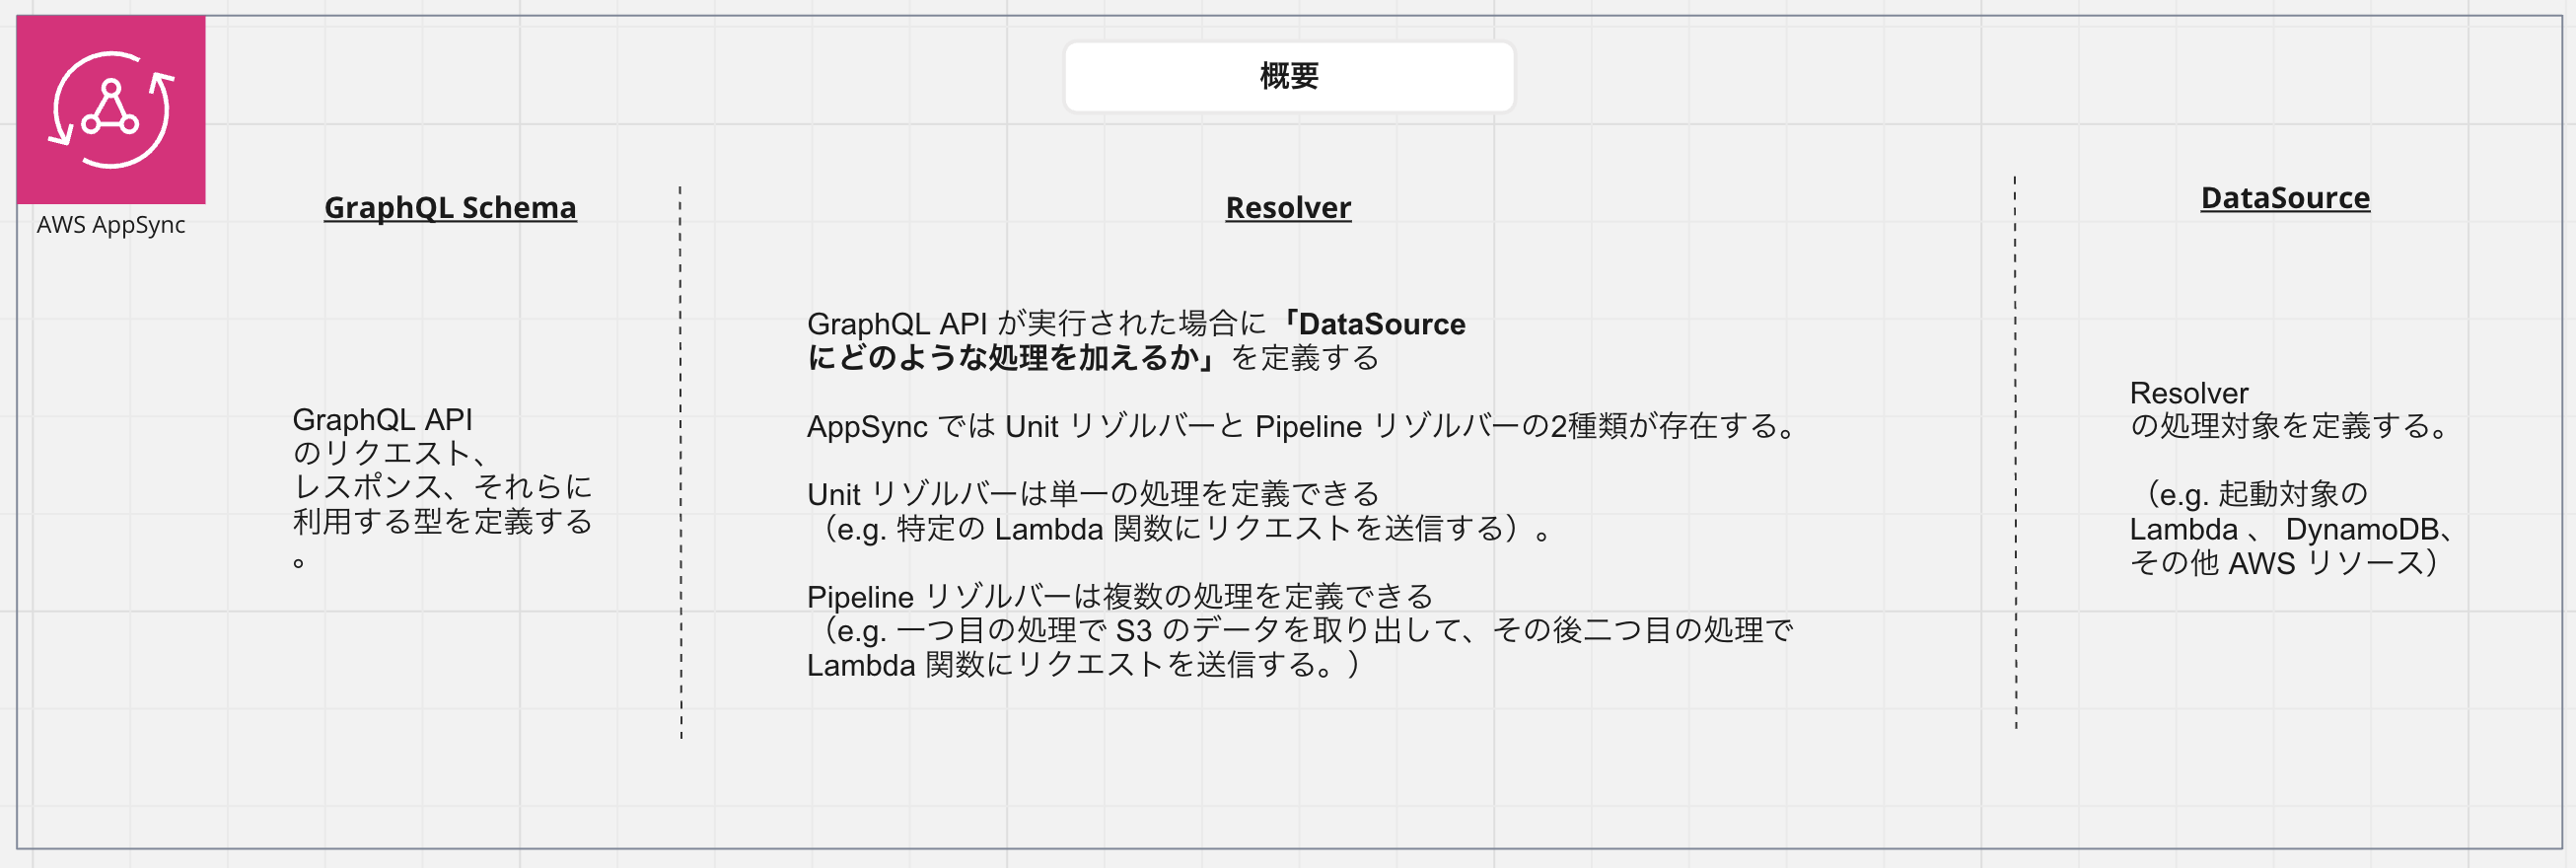 概要
AWS AppSync
GraphQL Schema
GraphQL API
のリクエスト、
レスポンス、それらに
利用する型を定義する
。
Resolver
GraphQL API が実行された場合に「DataSource
にどのような処理を加えるか」を定義する
AppSync では Unit リゾルバーと Pipeline リゾルバーの2種類が存在する。
Unit リゾルバーは単一の処理を定義できる
（e.g. 特定の Lambda 関数にリクエストを送信する）。
Pipeline リゾルバーは複数の処理を定義できる
（e.g. 一つ目の処理で S3 のデータを取り出して、その後二つ目の処理で
Lambda 関数にリクエストを送信する。）
DataSource
Resolver
の処理対象を定義する。
（e.g. 起動対象の
Lambda 、 DynamoDB、
その他 AWS リソース）